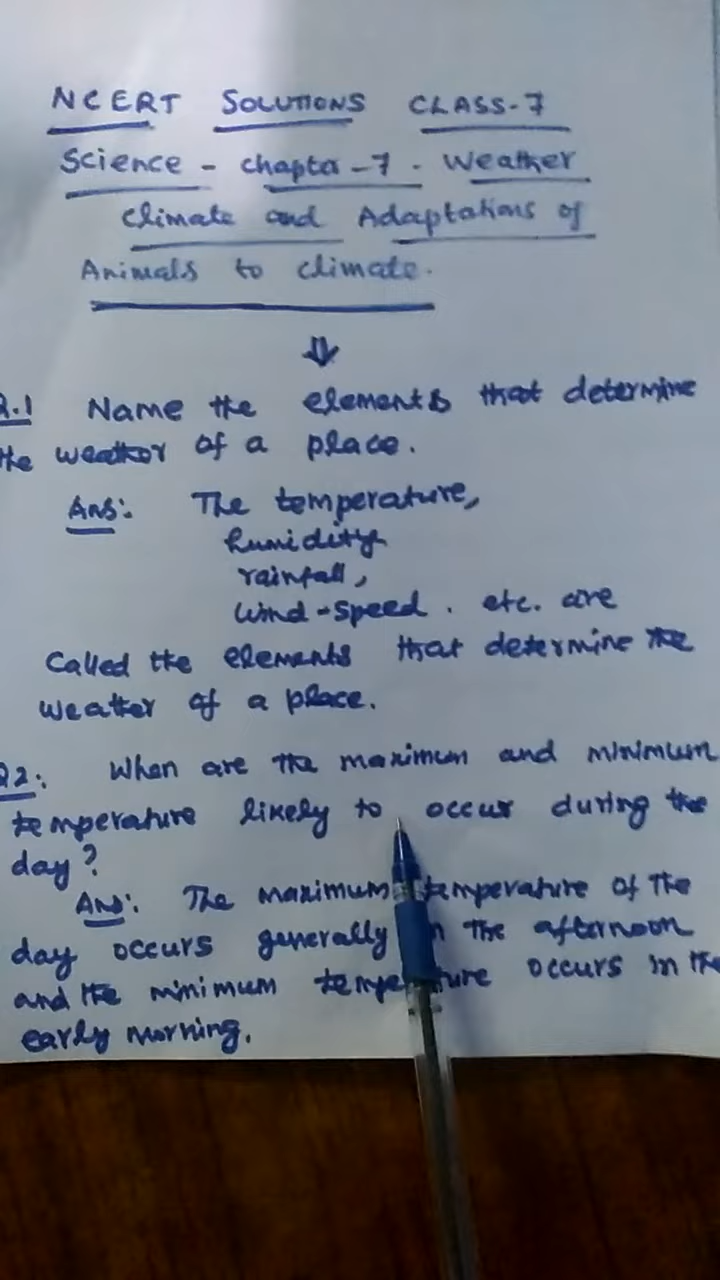 NCERT SOLUTIONS CLASS-7
Science - Chapter -7 - Weather
climate and Adaptations of
Animals to climate.
Q.1 Name the elements that determine
the weather of a place.
Ans: The temperature,
humidity
rainfall,
wind-speed. etc. are
Called the elements that determine the
weather of a place.
Q2: When are the maximum and minimum
temperature likely to occur during the
day?
Ans: The maximum temperature of the
day occurs generally in the afternoon
and the minimum temperature occurs in the
early morning.